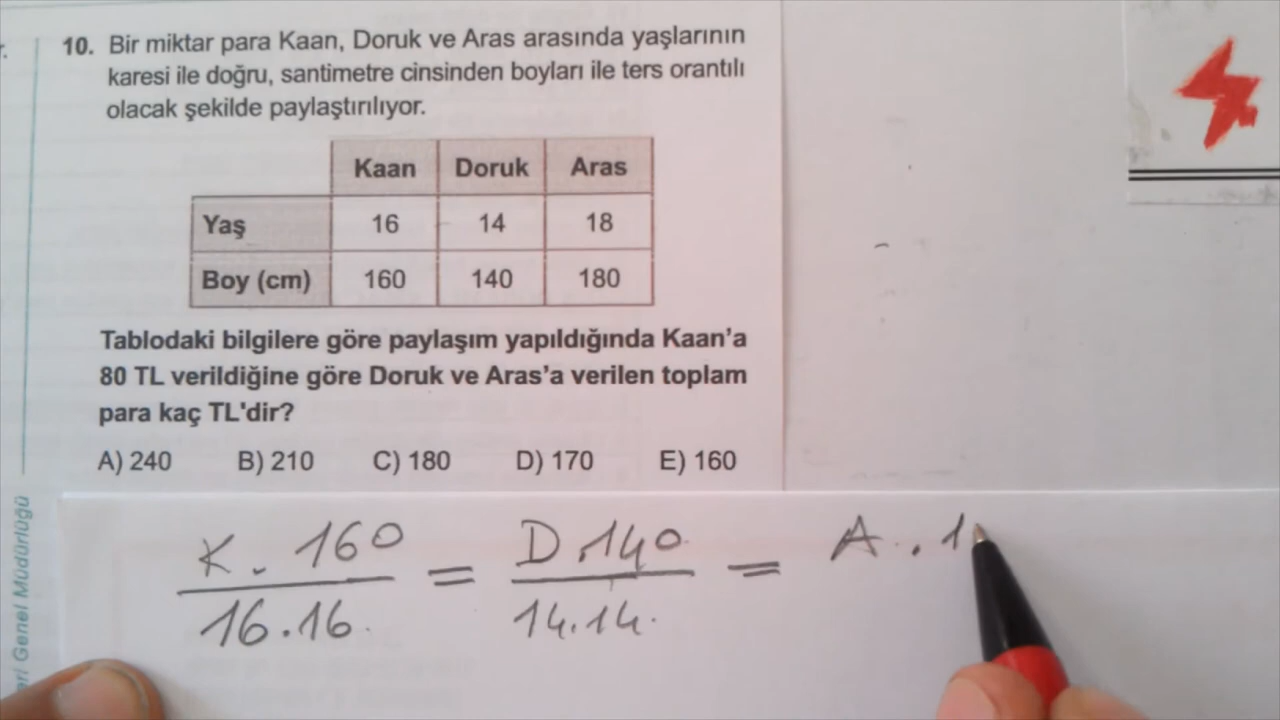 10. Bir miktar para Kaan, Doruk ve Aras arasında yaşlarının
karesi ile doğru, santimetre cinsinden boyları ile ters orantılı
olacak şekilde paylaştırılıyor.
Kaan Doruk Aras
Yaş 16 14 18
Boy (cm) 160 140 180
Tablodaki bilgilere göre paylaşım yapıldığında Kaan'a
80 TL verildiğine göre Doruk ve Aras'a verilen toplam
para kaç TL'dir?
A) 240 B) 210 C) 180 D) 170 E) 160
K . 160 = D . 140 = A . 1
16.16 14.14
Genel Müdürlüğü